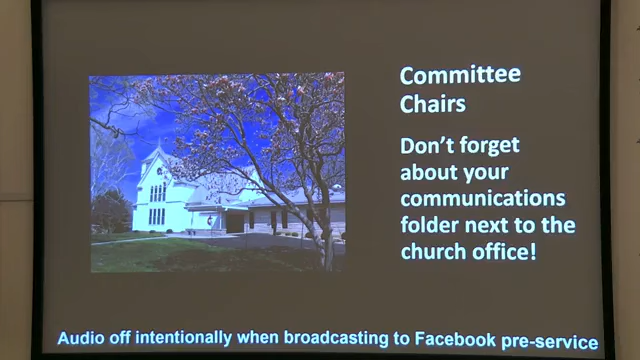 Committee
Chairs
Don't forget
about your
communications
folder next to the
church office!
Audio off intentionally when broadcasting to Facebook pre-service